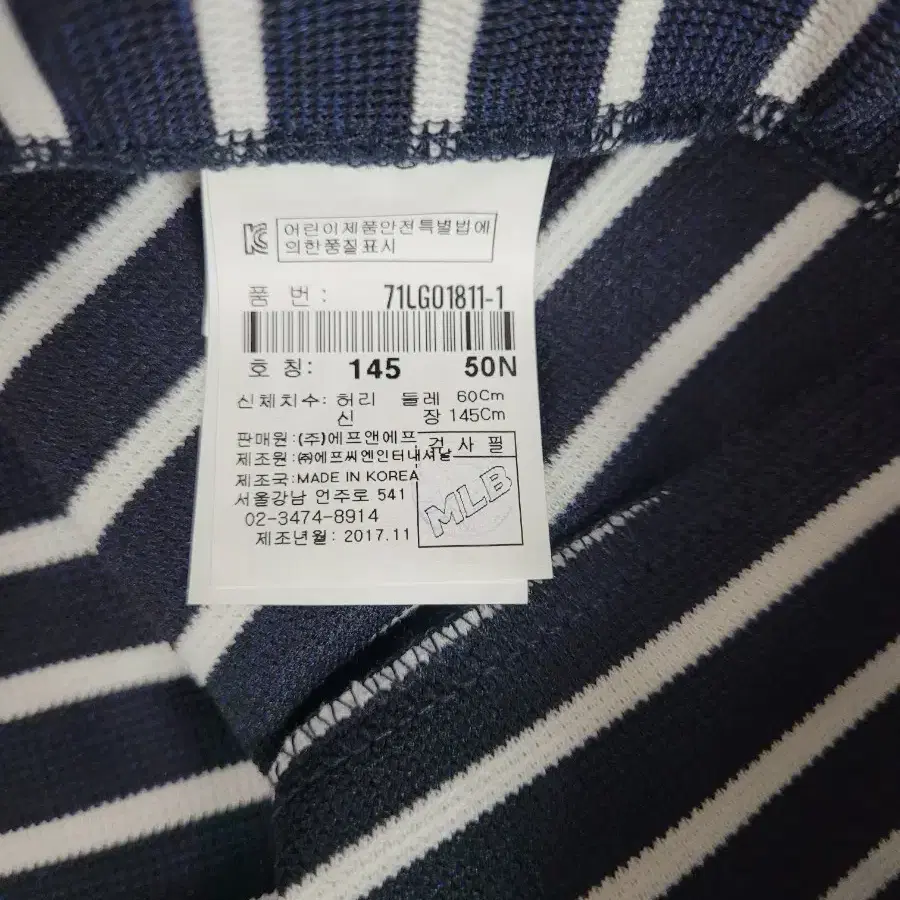 어린이제품안전특별법에
의한품질표시
품 번 : 71LG01811-1
호 칭: 145 50N
신체치수: 허리 둘레 60Cm
신 장 145Cm
판매원:(주)에프앤에프
제조원:㈜에프씨엔인터내셔날
제조국:MADE IN KOREA
서울강남 언주로 541
02-3474-8914
제조년월: 2017.11
검사필
MLB